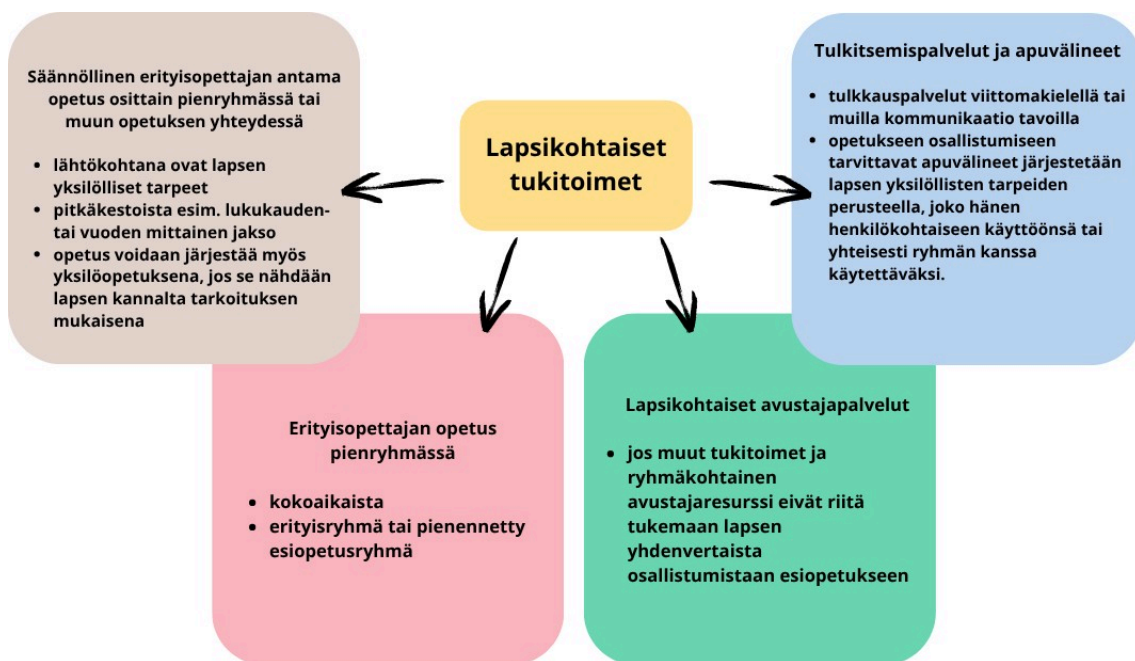 Lapsikohtaiset
tukitoimet
Säännöllinen erityisopettajan antama
opetus osittain pienryhmässä tai
muun opetuksen yhteydessä
• lähtökohtana ovat lapsen
yksilölliset tarpeet
• pitkäkestoista esim. lukukauden-
tai vuoden mittainen jakso
• opetus voidaan järjestää myös
yksilöopetuksena, jos se nähdään
lapsen kannalta tarkoituksen
mukaisena
Erityisopettajan opetus
pienryhmässä
• kokoaikaista
• erityisryhmä tai pienennetty
esiopetusryhmä
Lapsikohtaiset avustajapalvelut
• jos muut tukitoimet ja
ryhmäkohtainen
avustajaresurssi eivät riitä
tukemaan lapsen
yhdenvertaista
osallistumistaan esiopetukseen
Tulkitsemispalvelut ja apuvälineet
• tulkkauspalvelut viittomakielellä tai
muilla kommunikaatio tavoilla
• opetukseen osallistumiseen
tarvittavat apuvälineet järjestetään
lapsen yksilöllisten tarpeiden
perusteella, joko hänen
henkilökohtaiseen käyttöönsä tai
yhteisesti ryhmän kanssa
käytettäväksi.